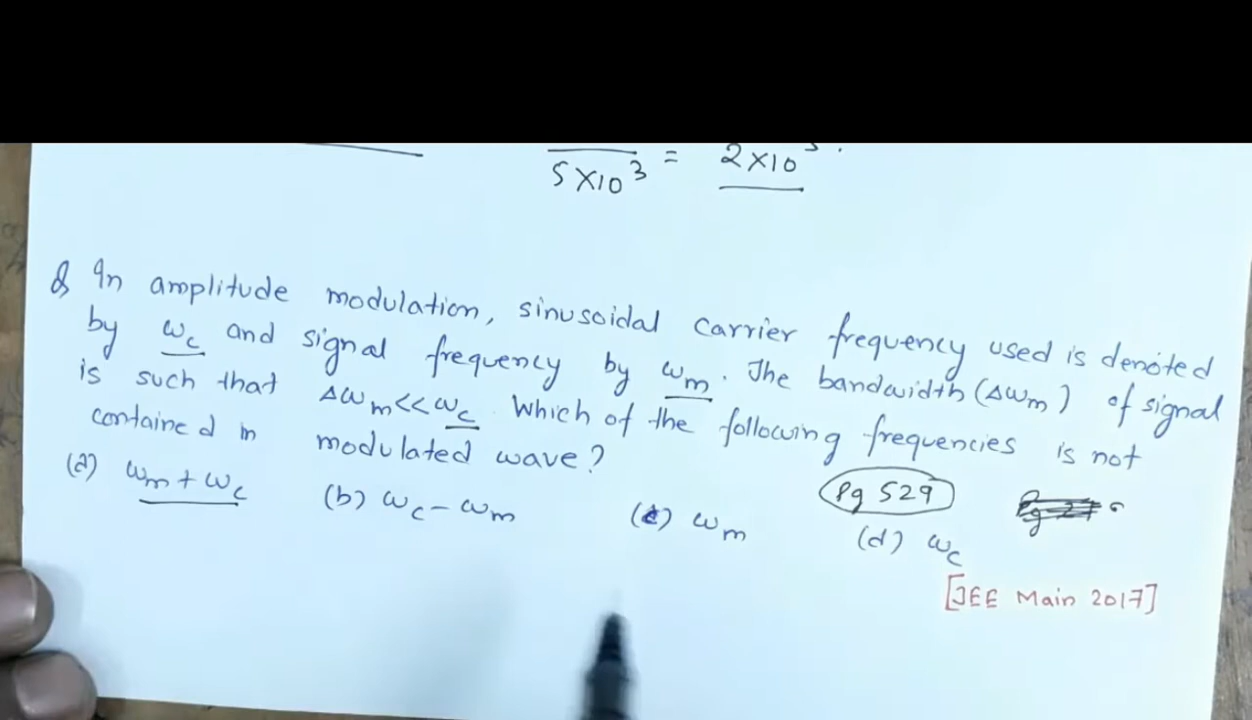 5×10³ = 2×10³.
Q In amplitude modulation, sinusoidal carrier frequency used is denoted
by ωc and signal frequency by ωm. The bandwidth (Δωm) of signal
is such that Δωm<<ωc. Which of the following frequencies is not
contained in modulated wave?
Pg 529
(a) ωm + ωc (b) ωc - ωm (c) ωm (d) ωc
[JEE Main 2017]